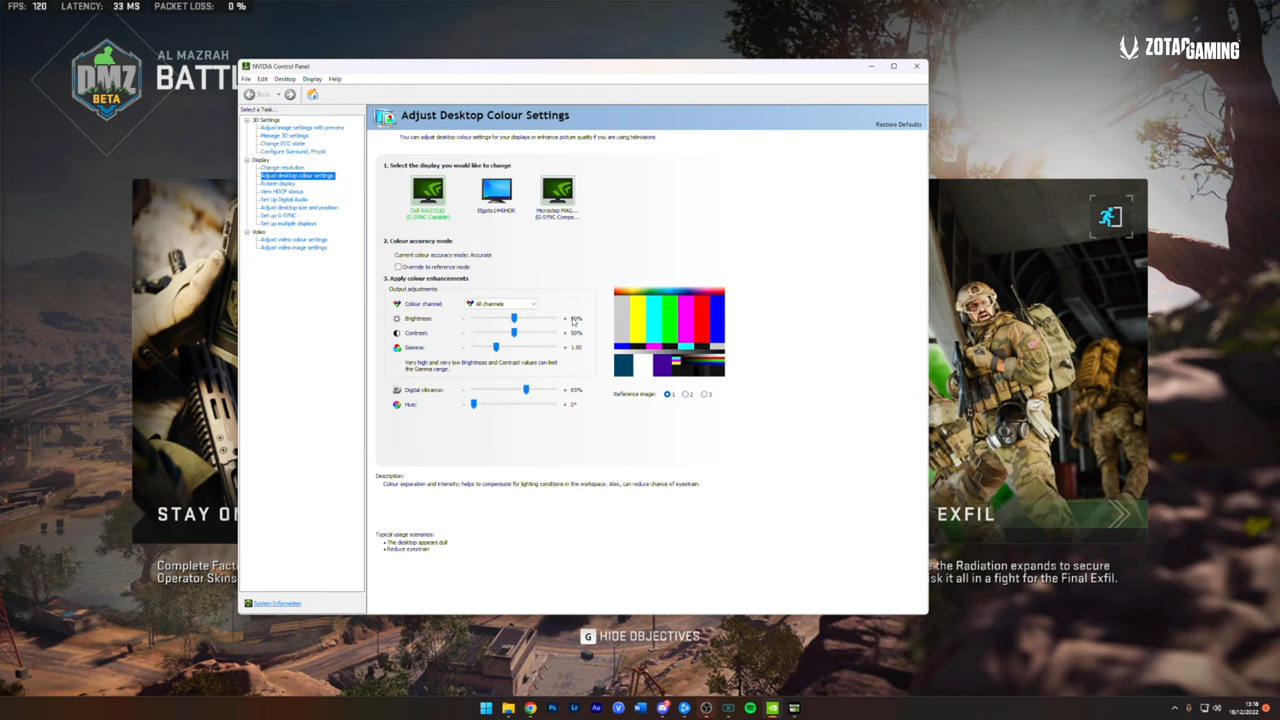 FPS: 120 LATENCY: 33 MS PACKET LOSS: 0 %
AL MAZRAH
BATTL
DMZ
BETA
ZOTAC GAMING
NVIDIA Control Panel
File Edit Desktop Display Help
Back
Select a Task...
3D Settings
Adjust image settings with preview
Manage 3D settings
Change ECC state
Configure Surround, PhysX
Display
Change resolution
Adjust desktop colour settings
Rotate display
View HDCP status
Set Up Digital Audio
Adjust desktop size and position
Set up G-SYNC
Set up multiple displays
Video
Adjust video colour settings
Adjust video image settings
System Information
Adjust Desktop Colour Settings
Restore Defaults
You can adjust desktop colour settings for your displays or enhance picture quality if you are using televisions.
1. Select the display you would like to change
Dell AW2721D
(G-SYNC Capable)
Elgato1440HDR
Microstep MAG...
(G-SYNC Compa...
2. Colour accuracy mode
Current colour accuracy mode: Accurate
Override to reference mode
3. Apply colour enhancements
Output adjustments
Colour channel: All channels
Brightness: - + 50%
Contrast: - + 50%
Gamma: - + 1.00
Very high and very low Brightness and Contrast values can limit
the Gamma range.
Digital vibrance: - + 63%
Hue: - + 0°
Reference image: 1 2 3
Description:
Colour separation and intensity; helps to compensate for lighting conditions in the workspace. Also, can reduce chance of eyestrain.
Typical usage scenarios:
• The desktop appears dull
• Reduce eyestrain
STAY ON
Complete Fact
Operator Skins
EXFIL
the Radiation expands to secure
sk it all in a fight for the Final Exfil.
G HIDE OBJECTIVES
13:18
18/12/2022